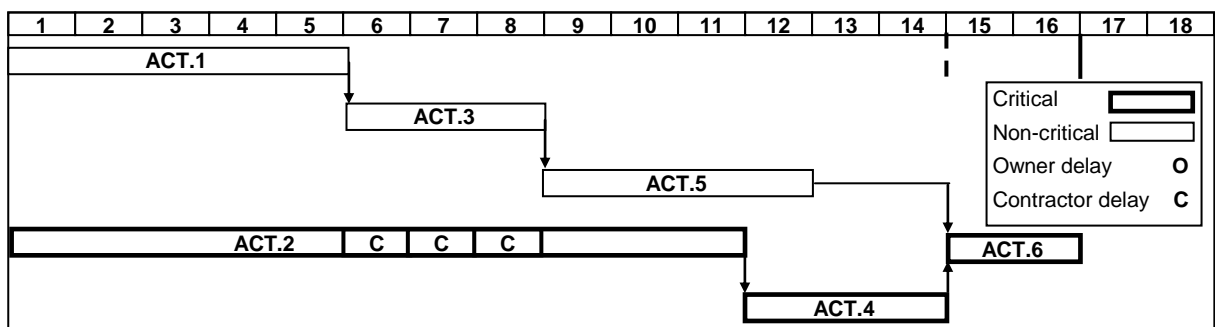 1 2 3 4 5 6 7 8 9 10 11 12 13 14 15 16 17 18
ACT.1
ACT.3
ACT.5
ACT.2 C C C
ACT.6
ACT.4
Critical
Non-critical
Owner delay O
Contractor delay C